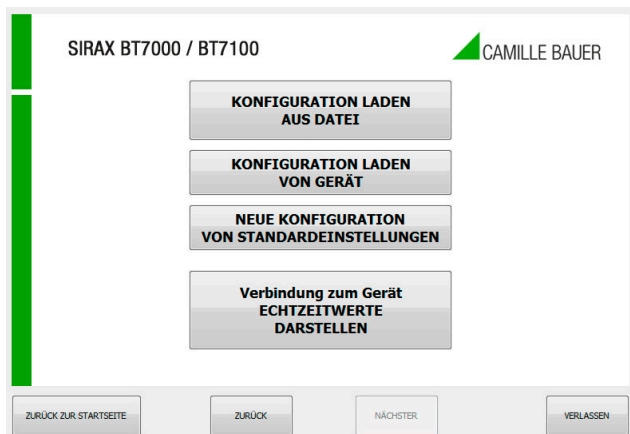 SIRAX BT7000 / BT7100
CAMILLE BAUER
KONFIGURATION LADEN
AUS DATEI
KONFIGURATION LADEN
VON GERÄT
NEUE KONFIGURATION
VON STANDARDEINSTELLUNGEN
Verbindung zum Gerät
ECHTZEITWERTE
DARSTELLEN
ZURÜCK ZUR STARTSEITE
ZURÜCK
NÄCHSTER
VERLASSEN